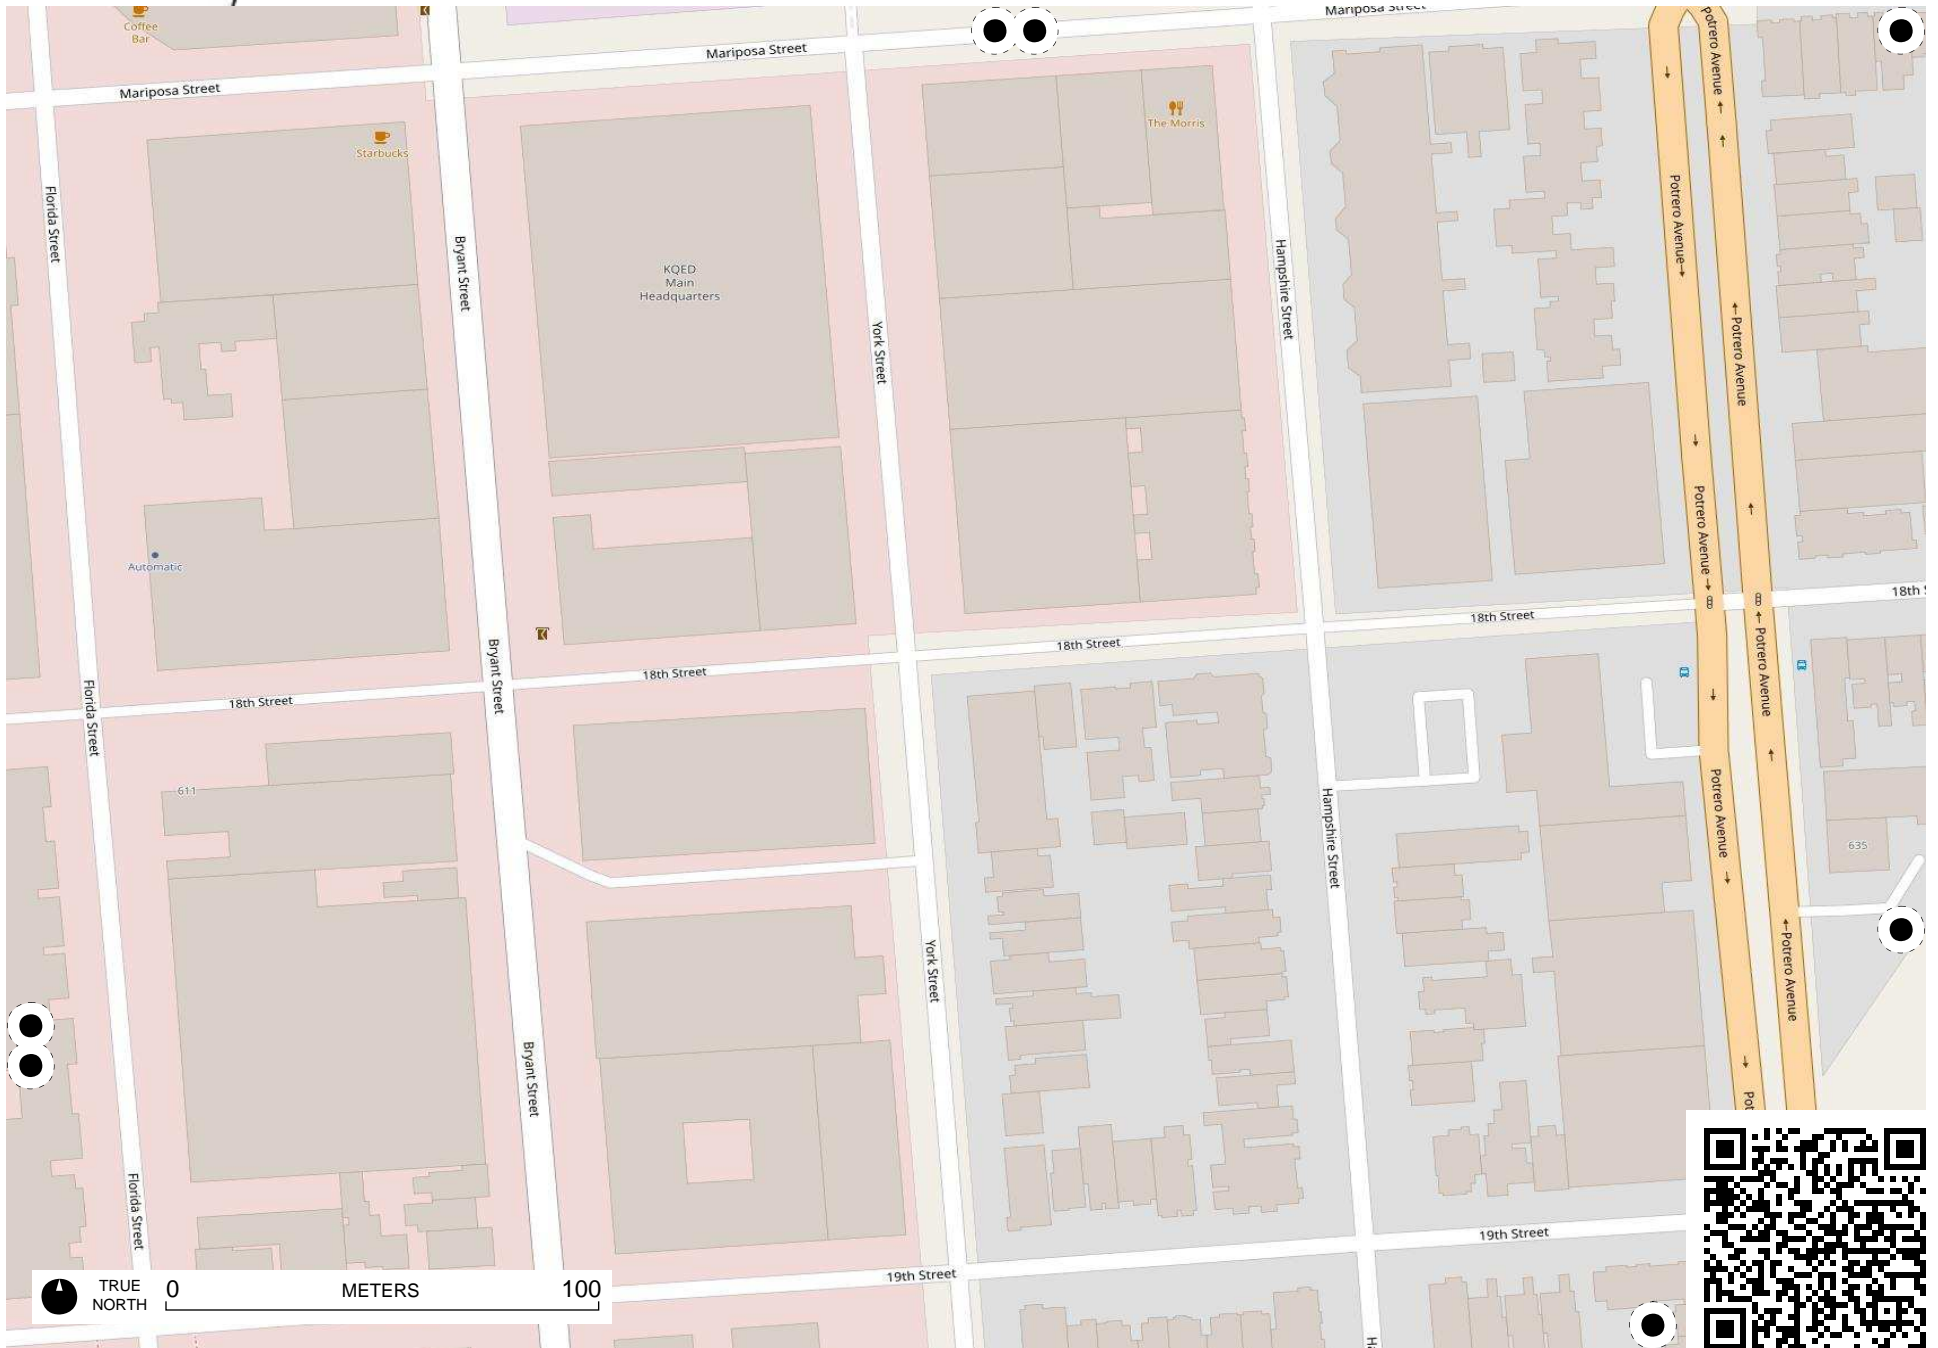 Coffee
Bar
Mariposa Street
Mariposa Street
Mariposa Street
Potrero Avenue
Starbucks
The Morris
Florida Street
Bryant Street
KQED
Main
Headquarters
York Street
Hampshire Street
Potrero Avenue
Potrero Avenue
Potrero Avenue
Automatic
18th Street
18th Street
18th Street
18th Street
18th
Florida Street
Bryant Street
Potrero Avenue
611
Hampshire Street
Potrero Avenue
635
York Street
Potrero Avenue
Bryant Street
Florida Street
Pot
19th Street
19th Street
TRUE
NORTH
0 METERS 100
Ha